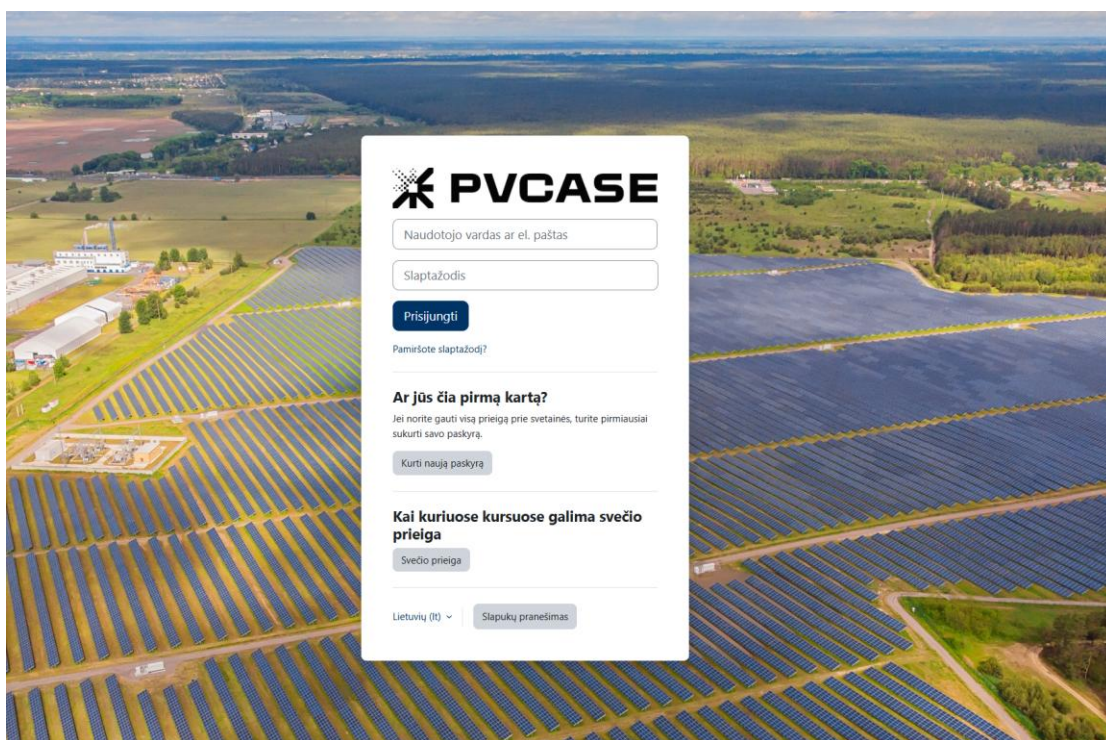 PVCASE
Naudotojo vardas ar el. paštas
Slaptažodis
Prisijungti
Pamiršote slaptažodį?
Ar jūs čia pirmą kartą?
Jei norite gauti visą prieigą prie svetainės, turite pirmiausiai
sukurti savo paskyrą.
Kurti naują paskyrą
Kai kuriuose kursuose galima svečio
prieiga
Svečio prieiga
Lietuvių (lt)
Slapukų pranešimas